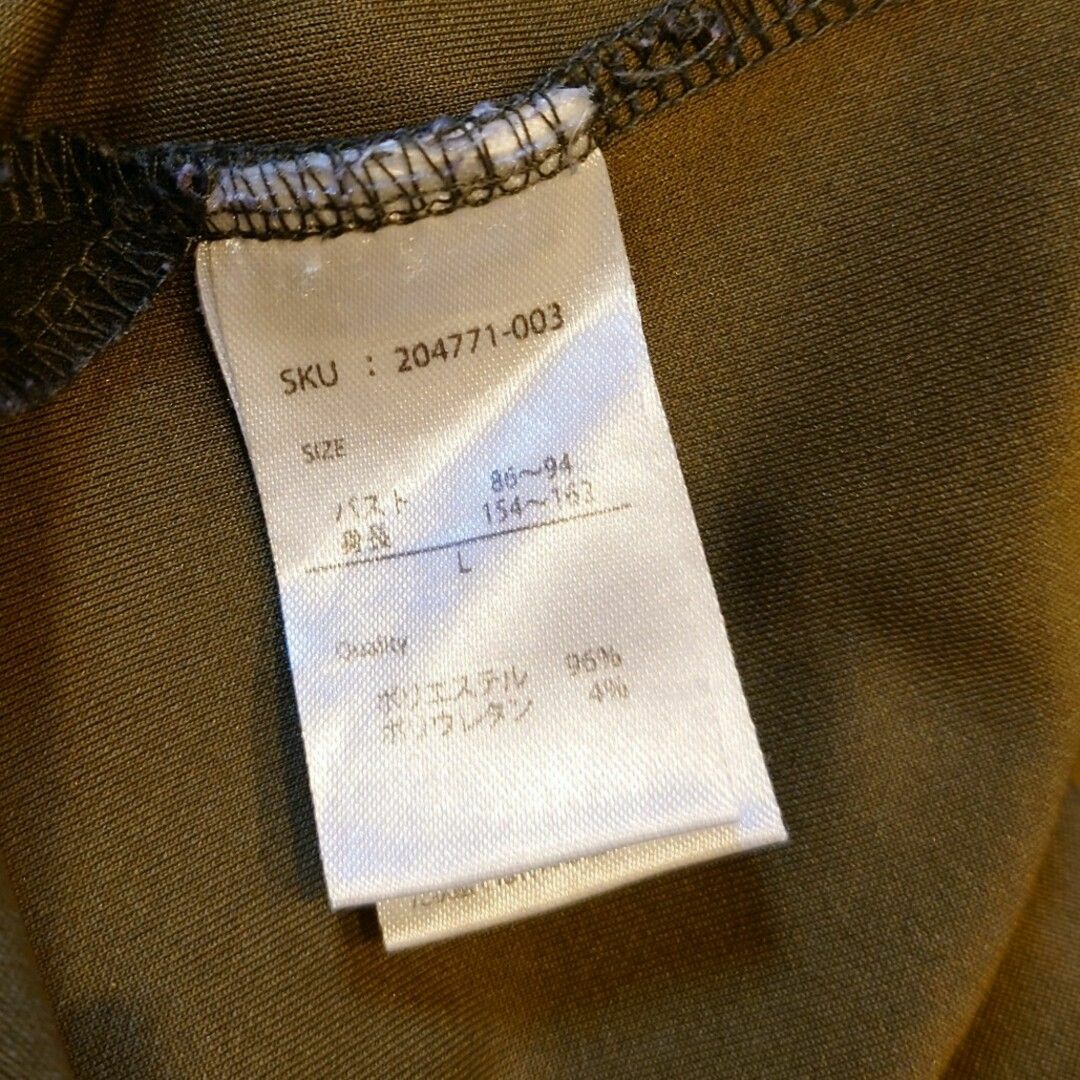 SKU : 204771-003
SIZE
バスト 86～94
身長 154～162
L
Quality
ポリエステル 96%
ポリウレタン 4%